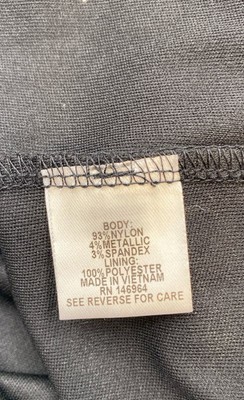 BODY:
93%NYLON
4%METALLIC
3%SPANDEX
LINING:
100%POLYESTER
MADE IN VIETNAM
RN 146964
SEE REVERSE FOR CARE